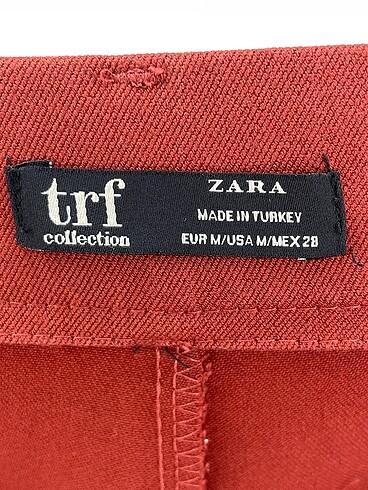 trf
collection
ZARA
MADE IN TURKEY
EUR M/USA M/MEX 28